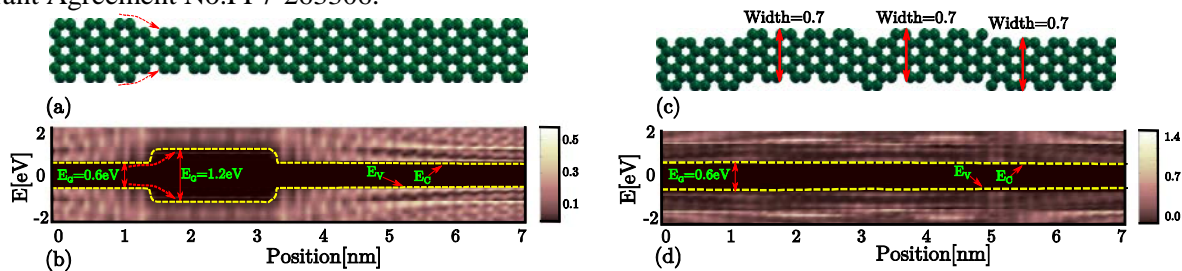 ant Agreement No.FP7-263306.
Width=0.7 Width=0.7 Width=0.7
(a)
(c)
2
0
-2
E[eV]
E_G=0.6eV
E_G=1.2eV
E_V
E_C
0.5
0.3
0.1
0 1 2 3 4 5 6 7
(b)
Position[nm]
2
0
-2
E[eV]
E_G=0.6eV
E_V
E_C
1.4
0.7
0.0
0 1 2 3 4 5 6 7
(d)
Position[nm]